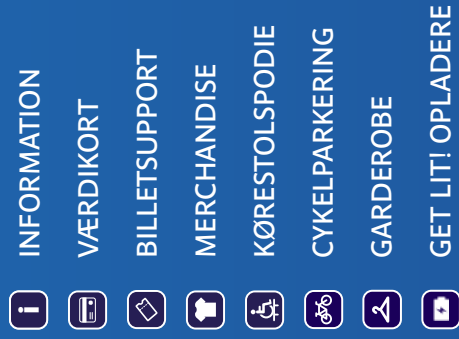 INFORMATION
VÆRDIKORT
BILLETSUPPORT
MERCHANDISE
KØRESTOLSPODIE
CYKELPARKERING
GARDEROBE
GET LIT! OPLADERE